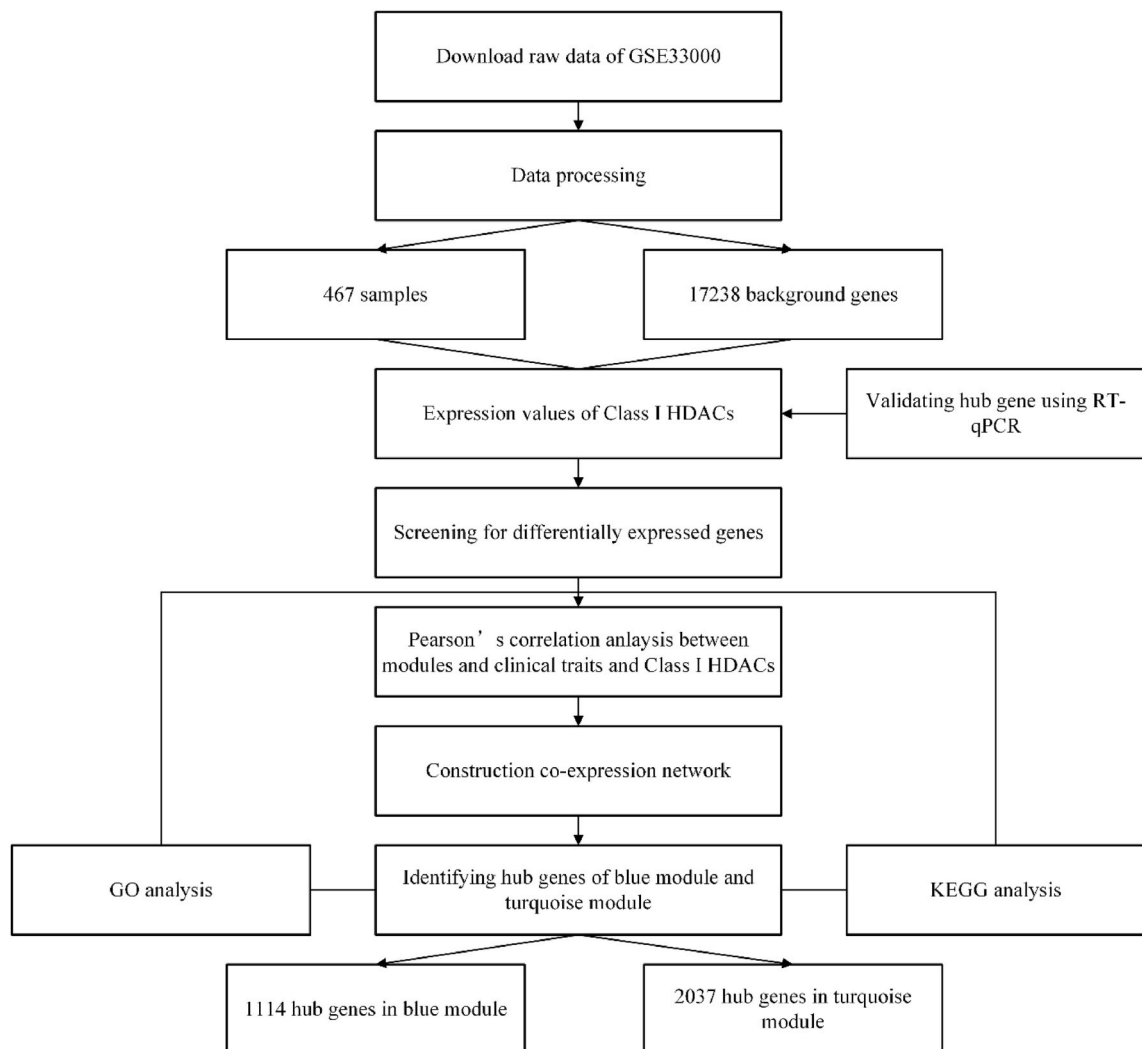 Download raw data of GSE33000
Data processing
467 samples
17238 background genes
Expression values of Class I HDACs
Validating hub gene using RT-
qPCR
Screening for differentially expressed genes
Pearson’s correlation anlaysis between
modules and clinical traits and Class I HDACs
Construction co-expression network
GO analysis
Identifying hub genes of blue module and
turquoise module
KEGG analysis
1114 hub genes in blue module
2037 hub genes in turquoise
module